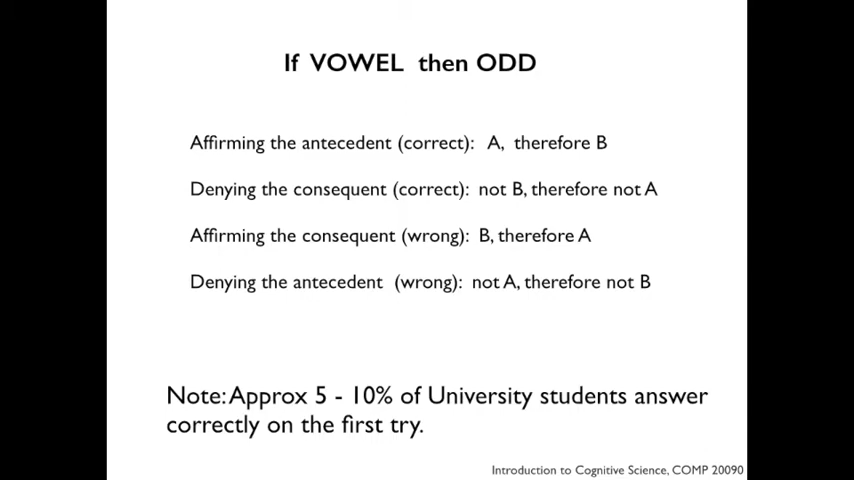 If VOWEL then ODD
Affirming the antecedent (correct): A, therefore B
Denying the consequent (correct): not B, therefore not A
Affirming the consequent (wrong): B, therefore A
Denying the antecedent (wrong): not A, therefore not B
Note: Approx 5 - 10% of University students answer
correctly on the first try.
Introduction to Cognitive Science, COMP 20090